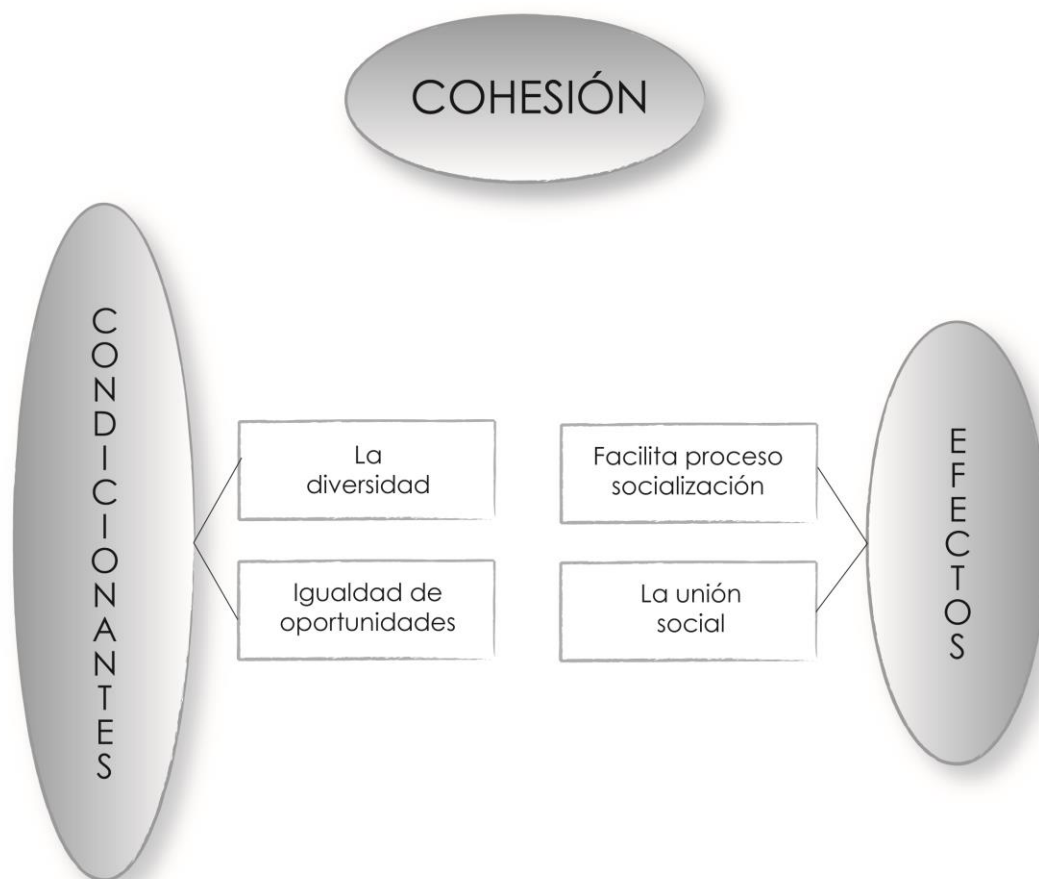 COHESIÓN
CONDICIONANTES
La
diversidad
Igualdad de
oportunidades
Facilita proceso
socialización
La unión
social
EFECTOS